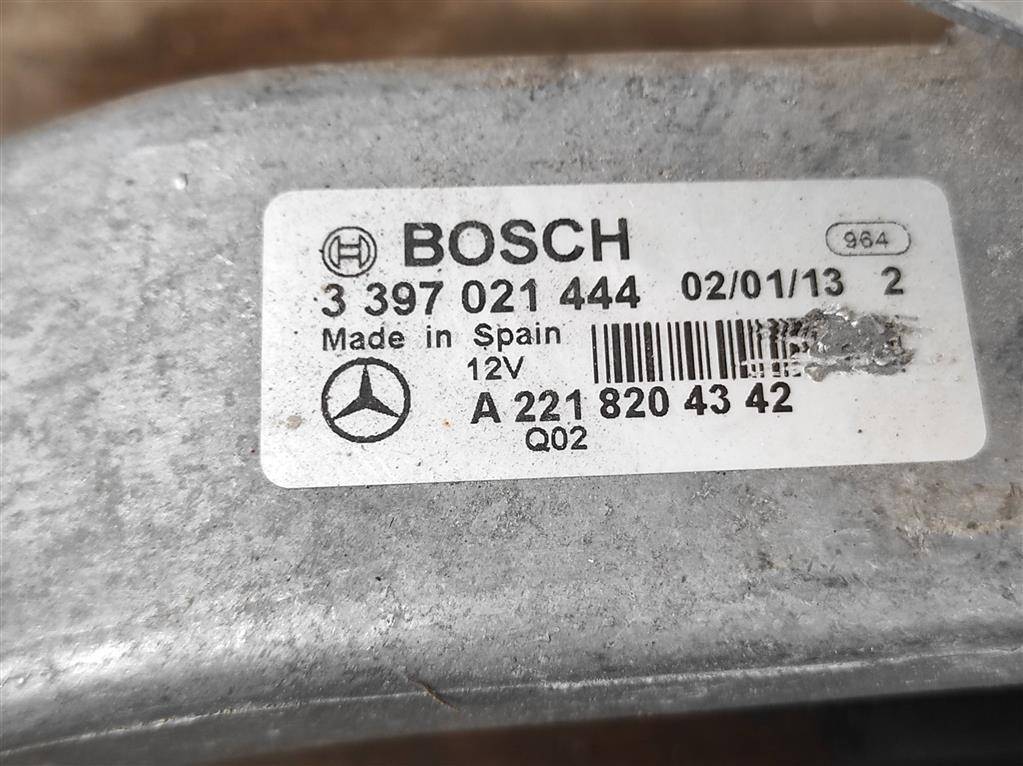 BOSCH 964
3 397 021 444 02/01/13 2
Made in Spain
12V
A 221 820 43 42
Q02